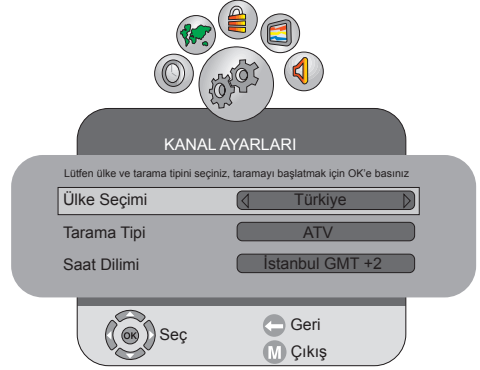 KANAL AYARLARI
Lütfen ülke ve tarama tipini seçiniz, taramayı başlatmak için OK'e basınız
Ülke Seçimi Türkiye
Tarama Tipi ATV
Saat Dilimi İstanbul GMT +2
OK Seç
Geri
M Çıkış